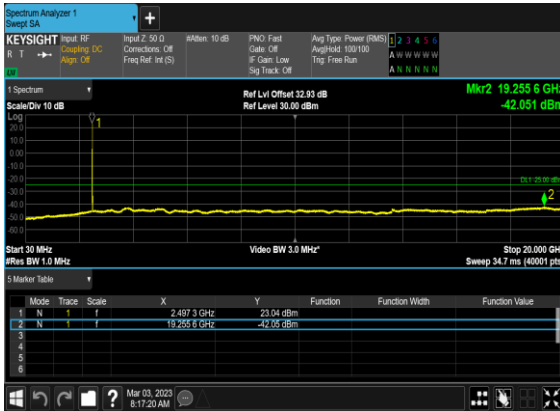 Spectrum Analyzer 1
Swept SA
+
KEYSIGHT Input: RF Input Z: 50 Ω #Atten: 10 dB PNO: Fast Avg Type: Power (RMS) 1 2 3 4 5 6
R T Coupling: DC Corrections: Off Gate: Off Avg|Hold: 100/100 A W W W W W
Align: Off Freq Ref: Int (S) IF Gain: Low Trig: Free Run
Sig Track: Off A N N N N N
1 Spectrum Ref Lvl Offset 32.93 dB Mkr2 19.255 6 GHz
Scale/Div 10 dB Ref Level 30.00 dBm -42.051 dBm
Log
1
20.0
10.0
0.00
-10.0
-20.0
DL1 -25.00 dBm
-30.0
2
-40.0
-50.0
-60.0
Start 30 MHz Video BW 3.0 MHz* Stop 20.000 GHz
#Res BW 1.0 MHz Sweep 34.7 ms (40001 pts)
5 Marker Table
Mode Trace Scale X Y Function Function Width Function Value
1 N 1 f 2.497 3 GHz 23.04 dBm
2 N 1 f 19.255 6 GHz -42.05 dBm
3
4
5
6
? Mar 03, 2023
8:17:20 AM